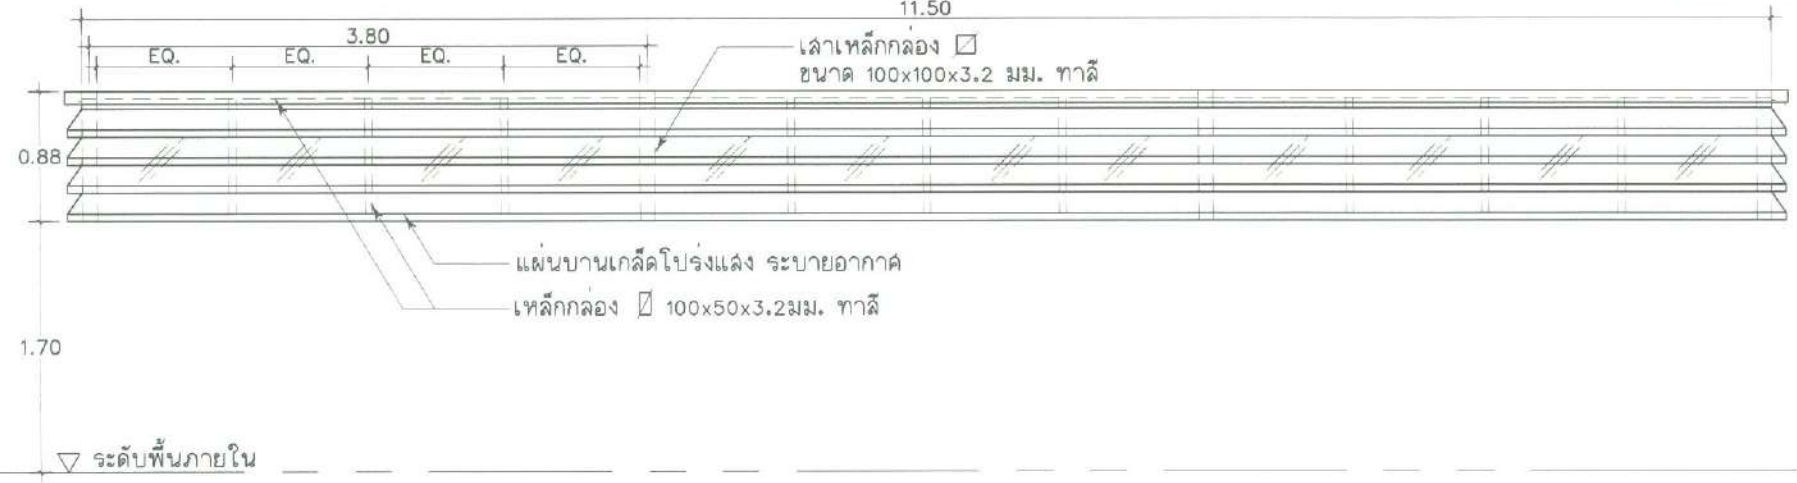 11.50
3.80
EQ. EQ. EQ. EQ.
เสาเหล็กกล่อง
ขนาด 100x100x3.2 มม. ทาสี
0.88
แผ่นบานเกล็ดโปร่งแสง ระบายอากาศ
เหล็กกล่อง 100x50x3.2มม. ทาสี
1.70
ระดับพื้นภายใน